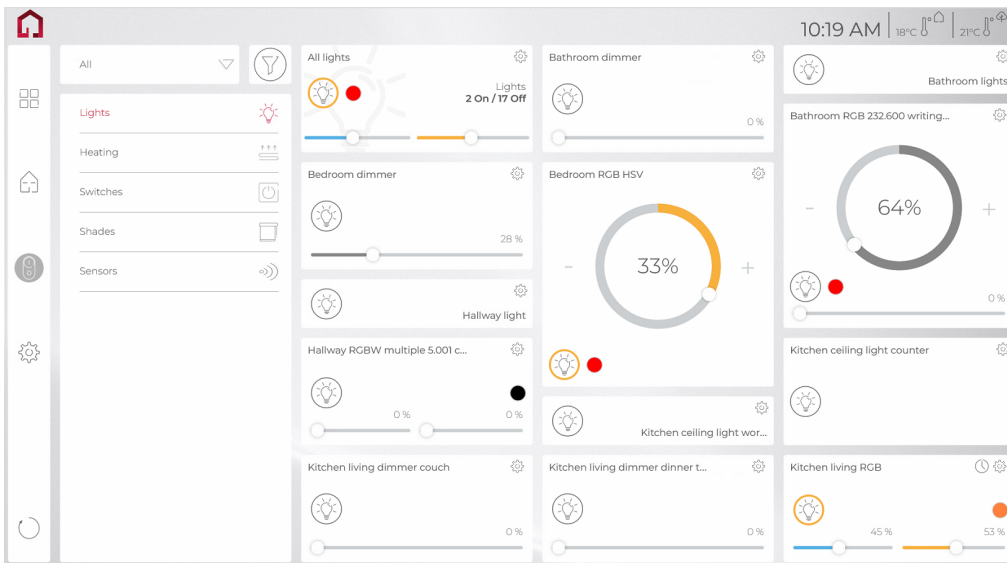 10:19 AM
18°C
21°C
All
Lights
Heating
Switches
Shades
Sensors
All lights
Lights
2 On / 17 Off
Bedroom dimmer
28 %
Hallway light
Hallway RGBW multiple 5.001 c...
0 %
0 %
Kitchen living dimmer couch
0 %
Bathroom dimmer
0 %
Bedroom RGB HSV
-
33%
+
Kitchen ceiling light wor...
Kitchen living dimmer dinner t...
0 %
Bathroom lights
Bathroom RGB 232.600 writing...
-
64%
+
0 %
Kitchen ceiling light counter
Kitchen living RGB
45 %
53 %